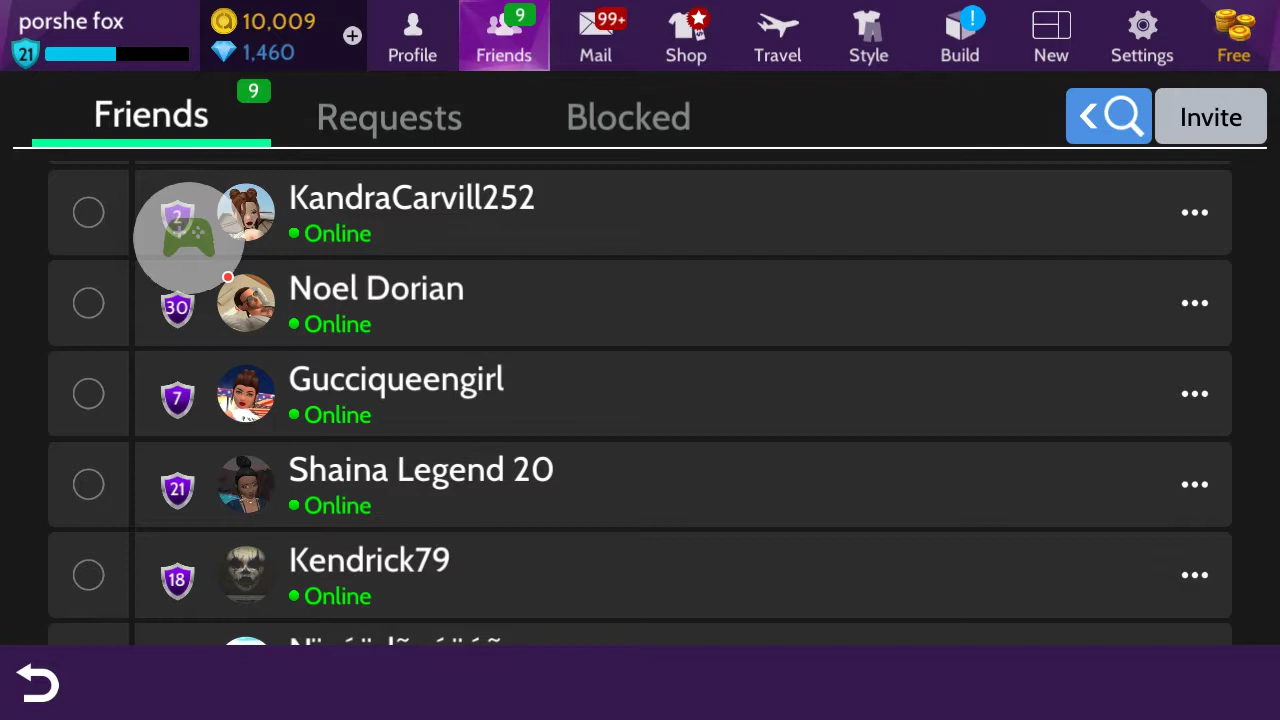 porshe fox
21
10,009
1,460
Profile
9
Friends
99+
Mail
Shop
Travel
Style
!
Build
New
Settings
Free
Friends
9
Requests
Blocked
Invite
2
KandraCarvill252
Online
30
Noel Dorian
Online
7
Gucciqueengirl
Online
21
Shaina Legend 20
Online
18
Kendrick79
Online